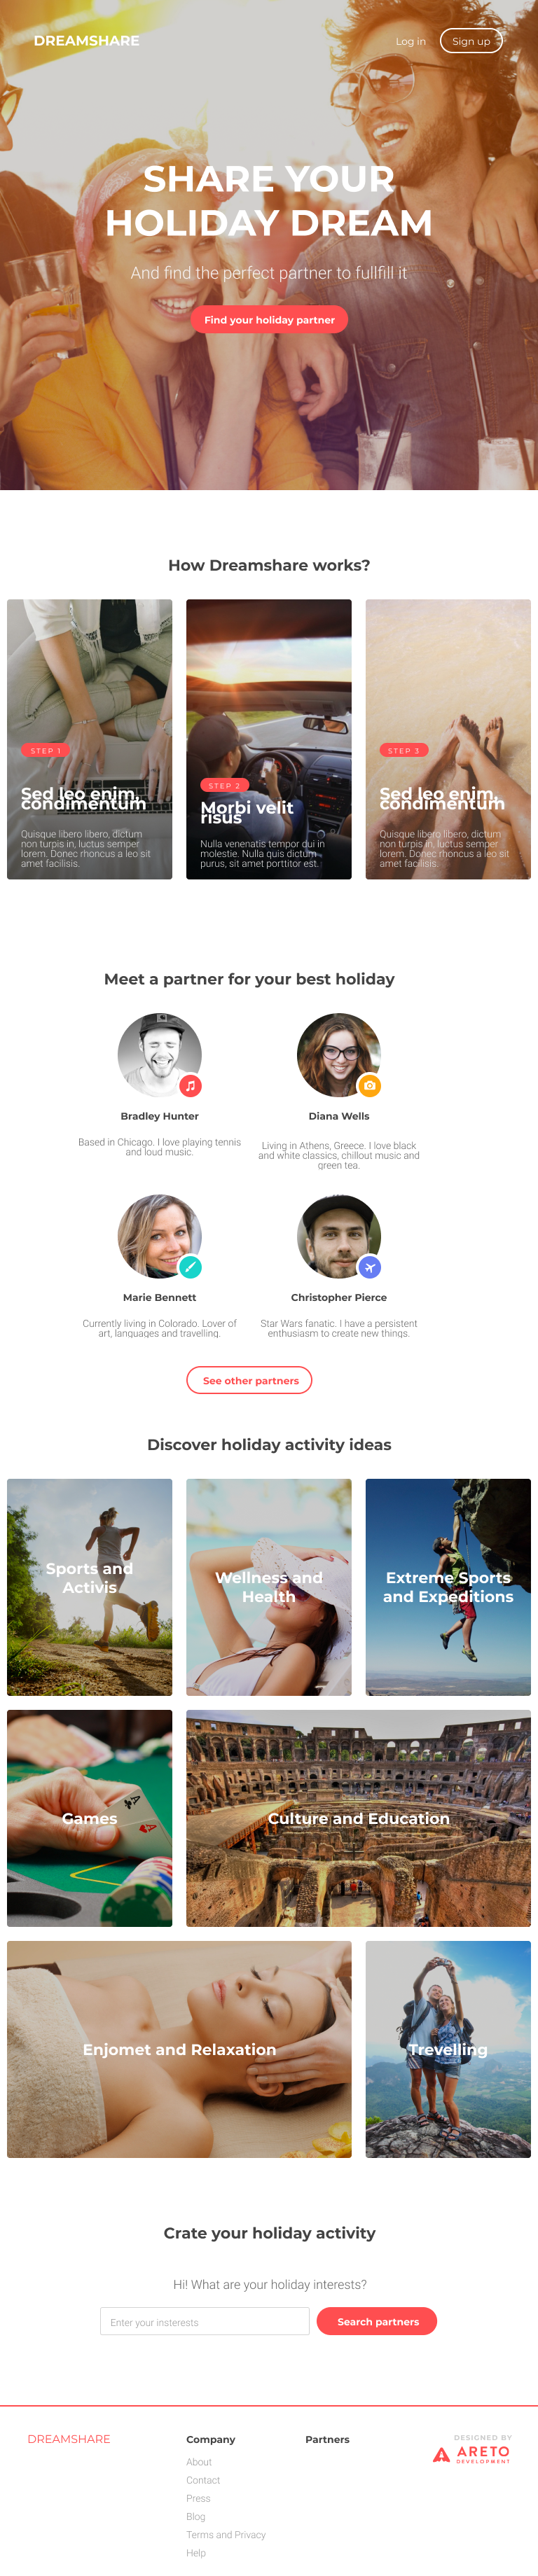 DREAMSHARE
Log in
Sign up
SHARE YOUR
HOLIDAY DREAM
And find the perfect partner to fullfill it
Find your holiday partner
How Dreamshare works?
STEP 1
Sed leo enim,
condimentum
Quisque libero libero, dictum
non turpis in, luctus semper
lorem. Donec rhoncus a leo sit
amet facilisis.
STEP 2
Morbi velit
risus
Nulla venenatis tempor dui in
molestie. Nulla quis dictum
purus, sit amet porttitor est.
STEP 3
Sed leo enim,
condimentum
Quisque libero libero, dictum
non turpis in, luctus semper
lorem. Donec rhoncus a leo sit
amet facilisis.
Meet a partner for your best holiday
Bradley Hunter
Based in Chicago. I love playing tennis
and loud music.
Diana Wells
Living in Athens, Greece. I love black
and white classics, chillout music and
green tea.
Marie Bennett
Currently living in Colorado. Lover of
art, languages and travelling.
Christopher Pierce
Star Wars fanatic. I have a persistent
enthusiasm to create new things.
See other partners
Discover holiday activity ideas
Sports and
Activis
Wellness and
Health
Extreme Sports
and Expeditions
Games
A
A
Culture and Education
Enjomet and Relaxation
Trevelling
Crate your holiday activity
Hi! What are your holiday interests?
Enter your insterests
Search partners
DREAMSHARE
Company
About
Contact
Press
Blog
Terms and Privacy
Help
Partners
DESIGNED BY
ARETO
DEVELOPMENT